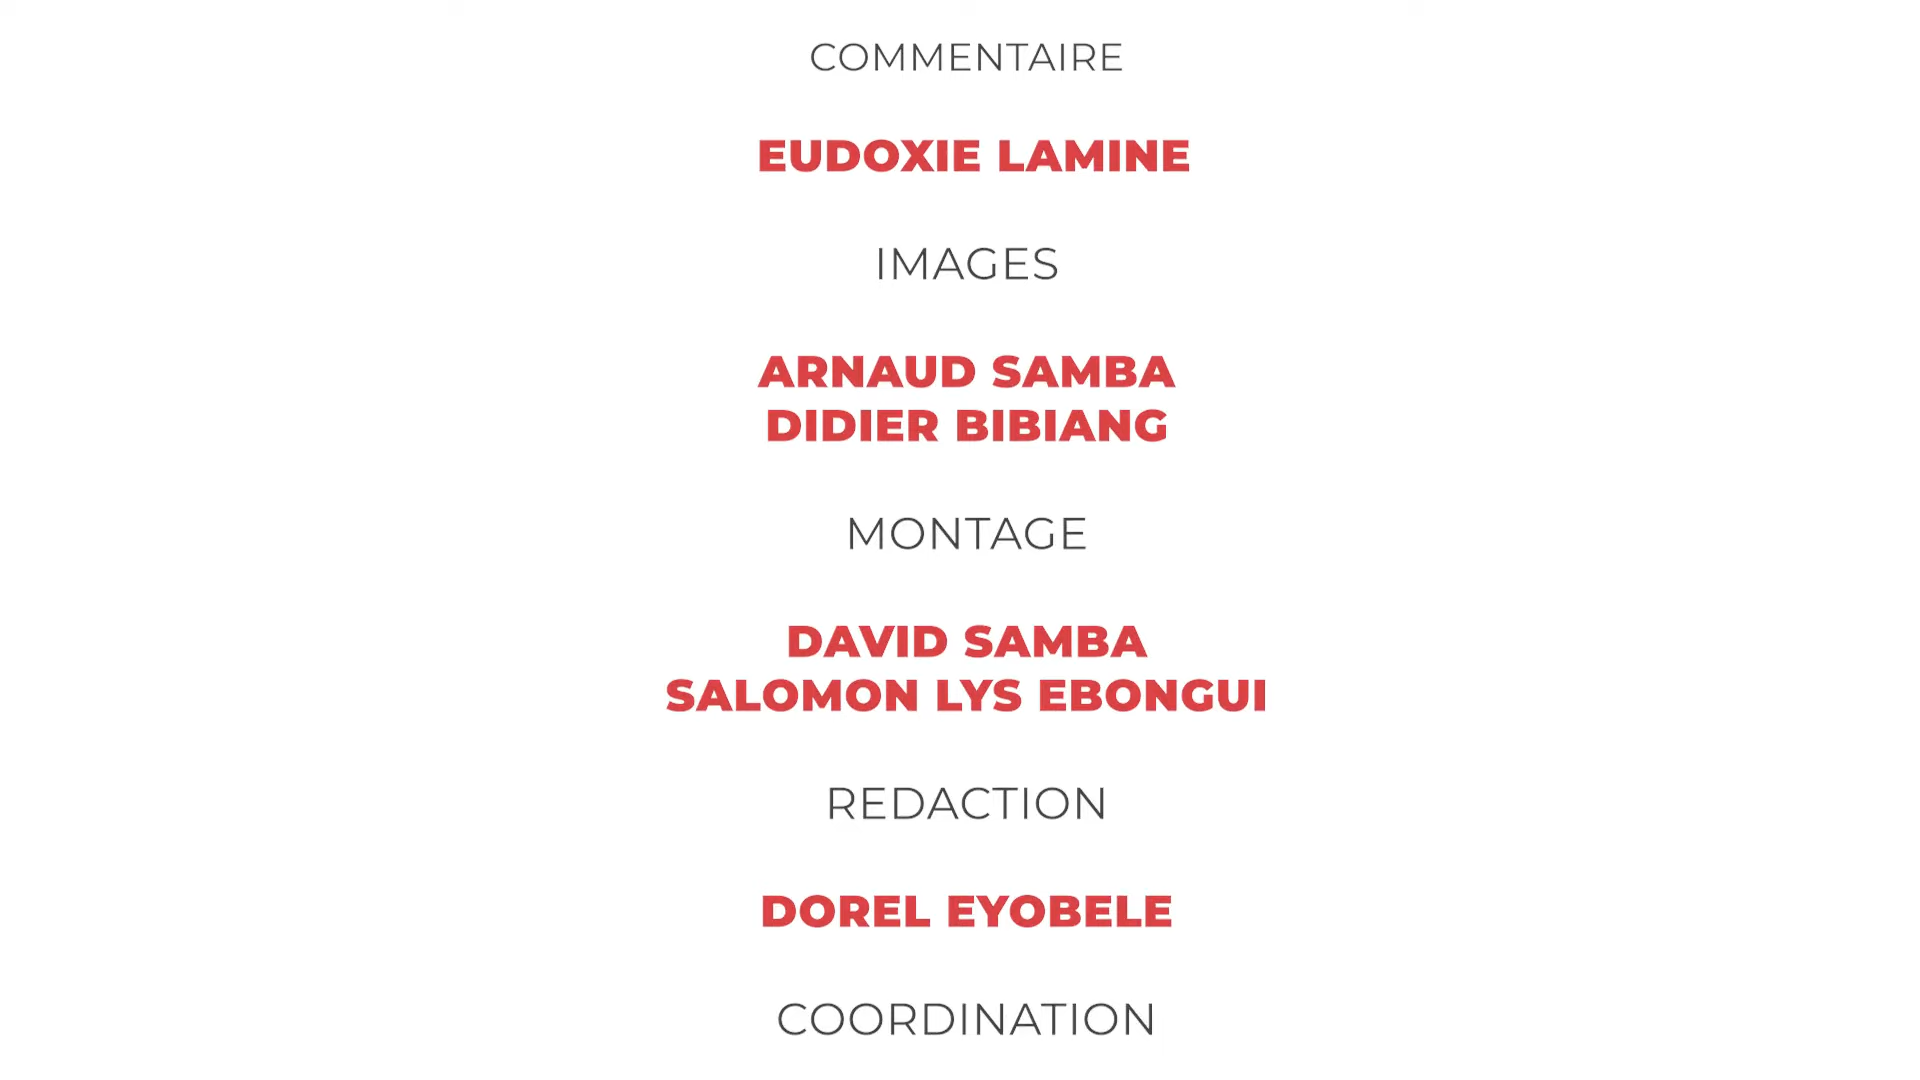 COMMENTAIRE
EUDOXIE LAMINE
IMAGES
ARNAUD SAMBA
DIDIER BIBIANG
MONTAGE
DAVID SAMBA
SALOMON LYS EBONGUI
REDACTION
DOREL EYOBELE
COORDINATION